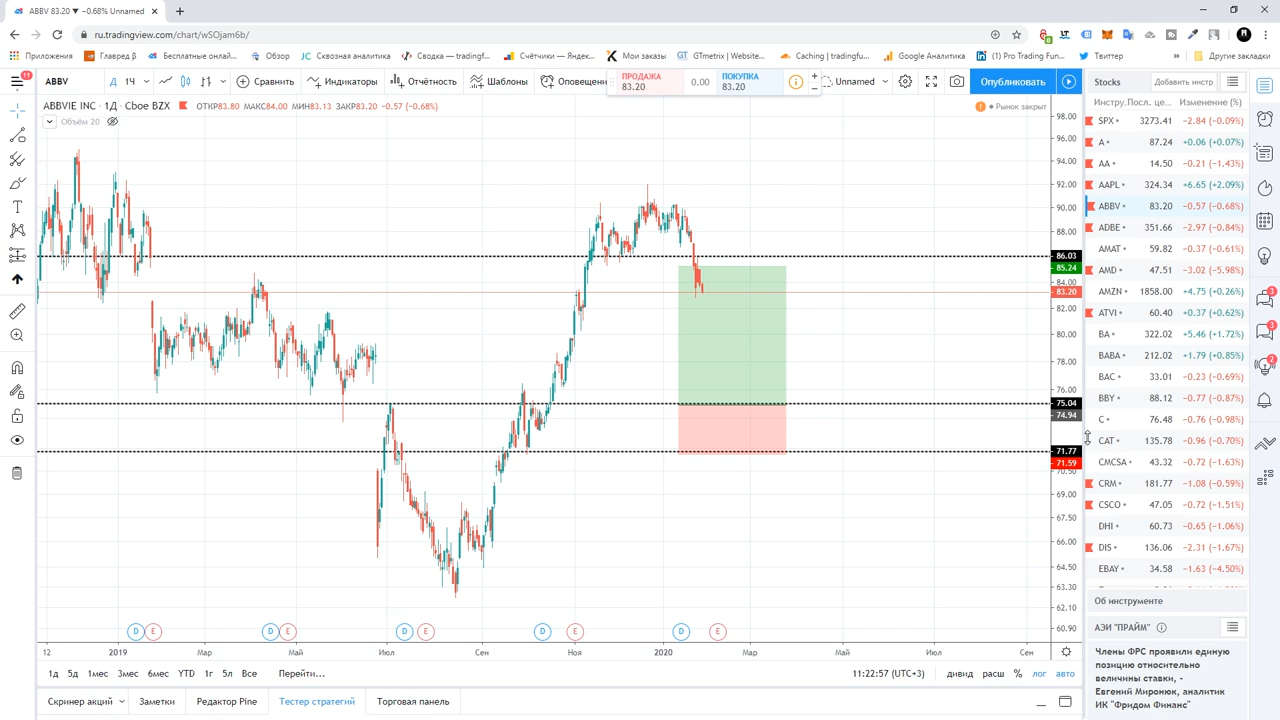 ABBV 83.20 ▼ −0.68% Unnamed
ru.tradingview.com/chart/wSOjam6b/
Приложения
Главред β
Бесплатные онлай...
Обзор
Сквозная аналитика
Сводка — tradingf...
Счётчики — Яндекс...
Мои заказы
GTmetrix | Website...
Caching | tradingfu...
Google Аналитика
(1) Pro Trading Fun...
Твиттер
»
Другие закладки
11
ABBV
Д
1Ч
Сравнить
Индикаторы
Отчётность
Шаблоны
Оповещени
ПРОДАЖА
83.20
0.00
ПОКУПКА
83.20
Unnamed
Опубликовать
ABBVIE INC · 1Д · Cboe BZX
ОТКР83.80 МАКС84.00 МИН83.13 ЗАКР83.20 −0.57 (−0.68%)
Объём 20
Рынок закрыт
98.00
96.00
94.00
92.00
90.00
88.00
86.03
85.24
84.00
83.20
82.00
80.00
78.00
76.00
75.04
74.94
71.77
71.59
70.50
69.00
67.50
66.00
64.50
63.30
62.10
60.90
D E D E D E D E D E
12 2019 Мар Май Июл Сен Ноя 2020 Мар Май Июл Сен
1д 5д 1мес 3мес 6мес YTD 1г 5л Все Перейти...
11:22:57 (UTC+3) дивид расш % лог авто
Скринер акций Заметки Редактор Pine Тестер стратегий Торговая панель
Stocks
Добавить инстр
Инстру. Посл. це... Изменение (%)
SPX 3273.41 −2.84 (−0.09%)
A 87.24 +0.06 (+0.07%)
AA 14.50 −0.21 (−1.43%)
AAPL 324.34 +6.65 (+2.09%)
ABBV 83.20 −0.57 (−0.68%)
ADBE 351.66 −2.97 (−0.84%)
AMAT 59.82 −0.37 (−0.61%)
AMD 47.51 −3.02 (−5.98%)
AMZN 1858.00 +4.75 (+0.26%)
ATVI 60.40 +0.37 (+0.62%)
BA 322.02 +5.46 (+1.72%)
BABA 212.02 +1.79 (+0.85%)
BAC 33.01 −0.23 (−0.69%)
BBY 88.12 −0.77 (−0.87%)
C 76.48 −0.76 (−0.98%)
CAT 135.78 −0.96 (−0.70%)
CMCSA 43.32 −0.72 (−1.63%)
CRM 181.77 −1.08 (−0.59%)
CSCO 47.05 −0.72 (−1.51%)
DHI 60.73 −0.65 (−1.06%)
DIS 136.06 −2.31 (−1.67%)
EBAY 34.58 −1.63 (−4.50%)
Об инструменте
АЭИ "ПРАЙМ"
Члены ФРС проявили единую
позицию относительно
величины ставки, -
Евгений Миронюк, аналитик
ИК "Фридом Финанс"
3
3
2